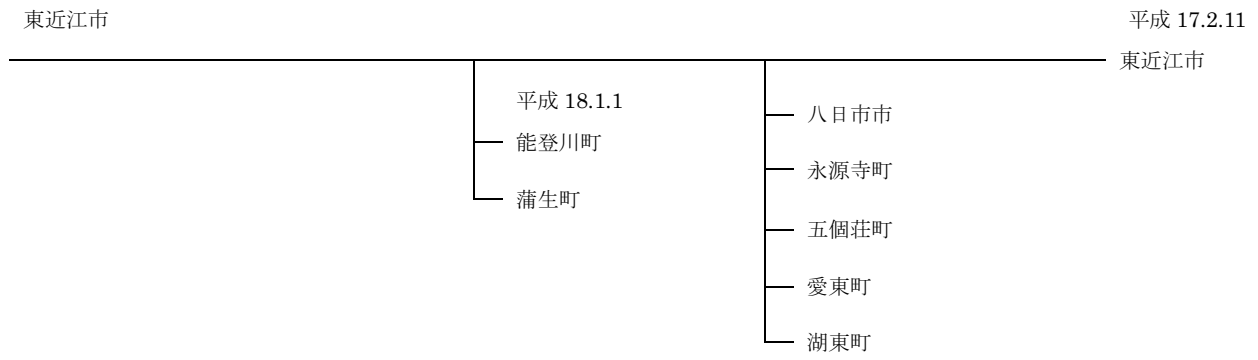 東近江市
平成 17.2.11
東近江市
平成 18.1.1
能登川町
蒲生町
八日市市
永源寺町
五個荘町
愛東町
湖東町